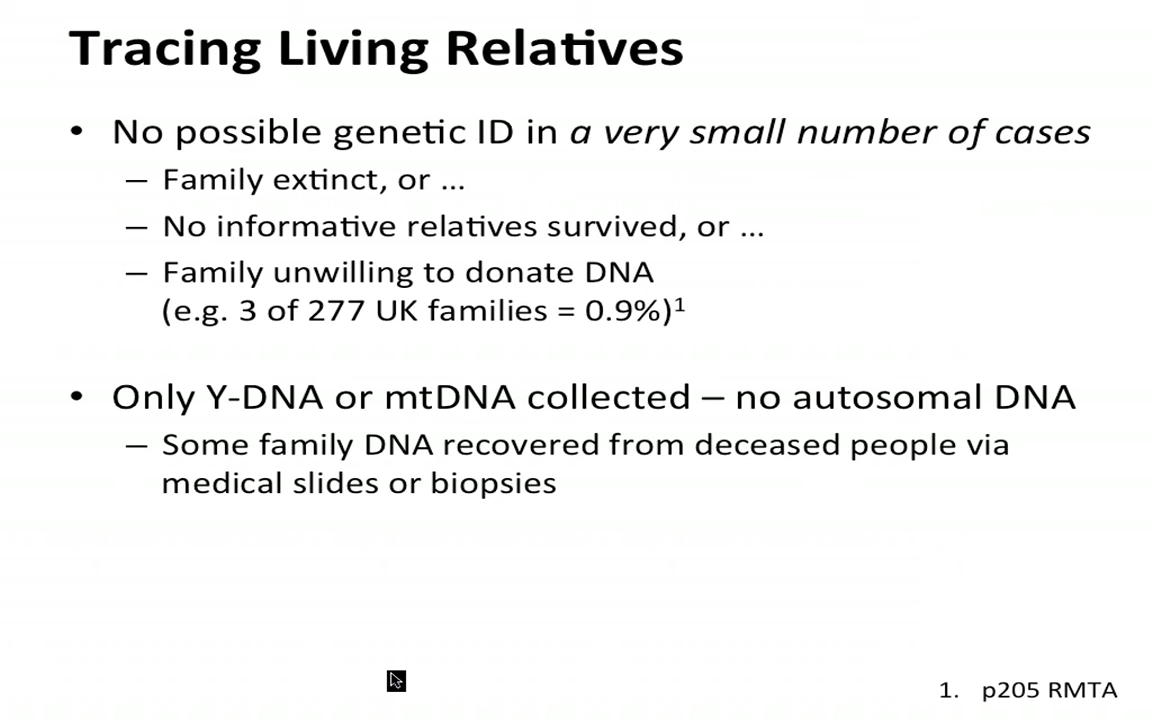 Tracing Living Relatives
• No possible genetic ID in a very small number of cases
– Family extinct, or ...
– No informative relatives survived, or ...
– Family unwilling to donate DNA
(e.g. 3 of 277 UK families = 0.9%)¹
• Only Y-DNA or mtDNA collected – no autosomal DNA
– Some family DNA recovered from deceased people via
medical slides or biopsies
1. p205 RMTA